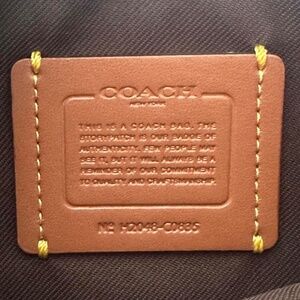 COACH
NEW YORK
THIS IS A COACH BAG. THE
STORYPATCH IS OUR BADGE OF
AUTHENTICITY. FEW PEOPLE MAY
SEE IT, BUT IT WILL ALWAYS BE A
REMINDER OF OUR COMMITMENT
TO QUALITY AND CRAFTSMANSHIP.
Nº H2048-C0835